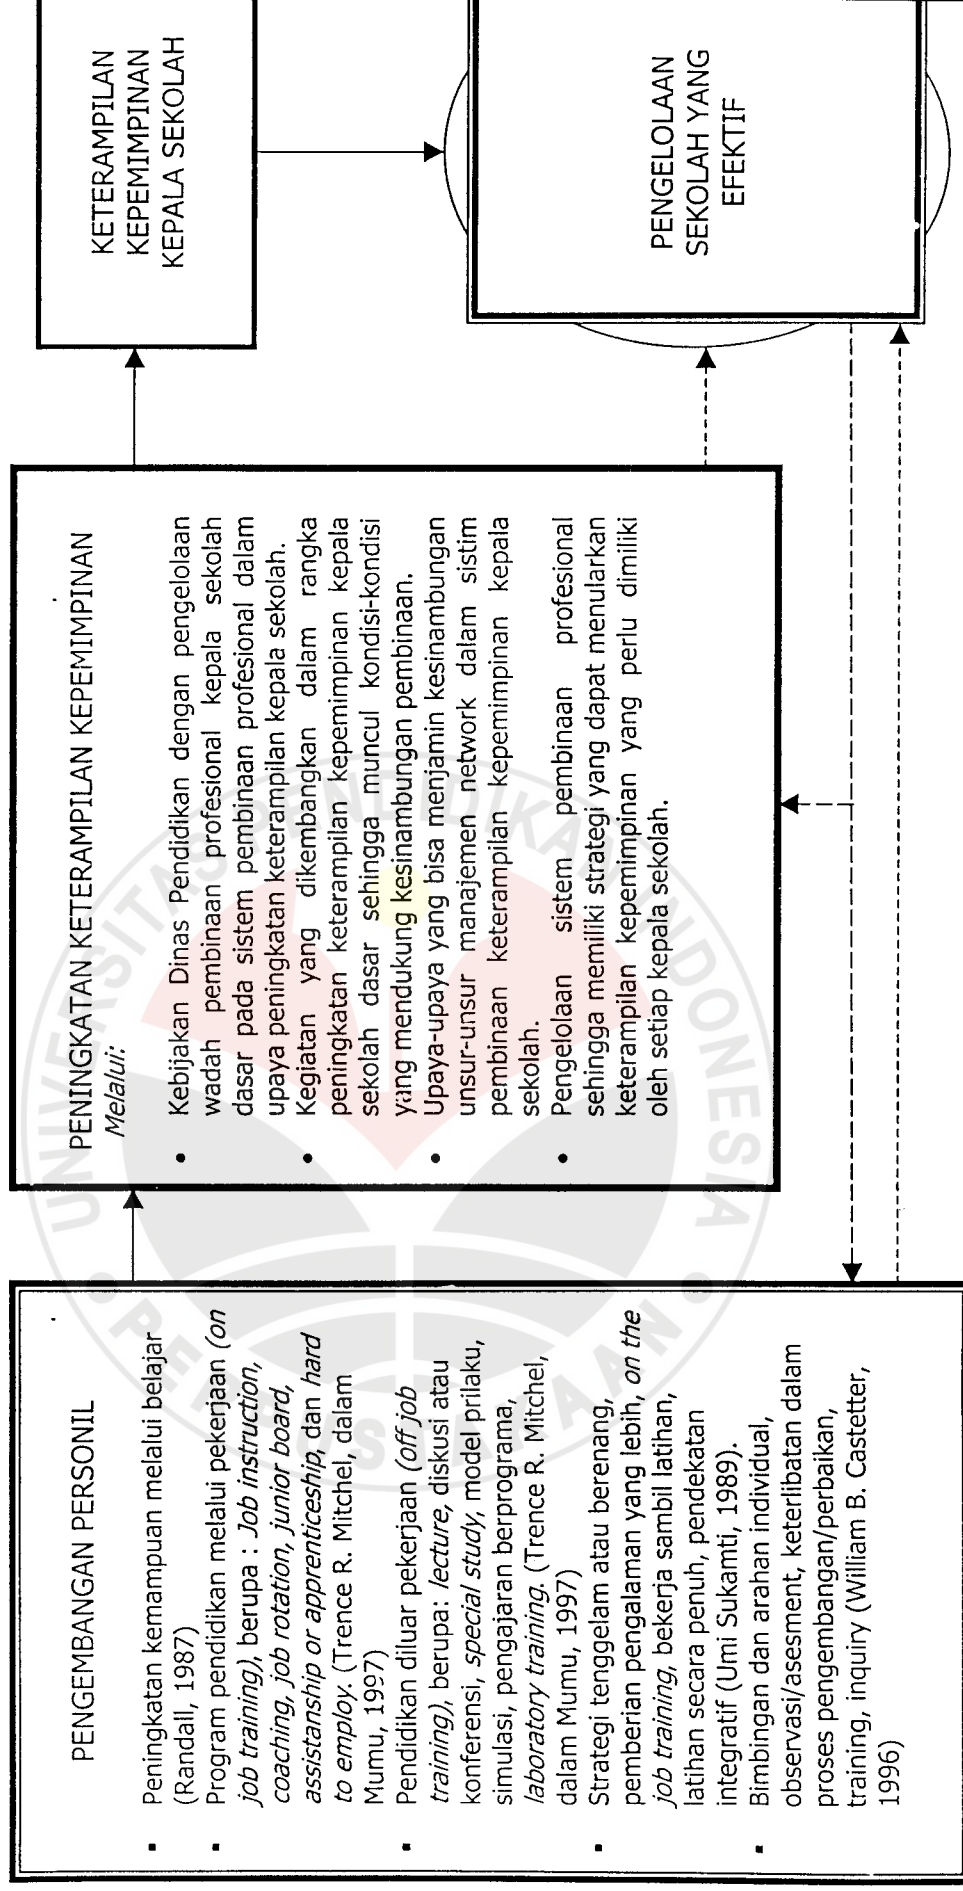 PENGEMBANGAN PERSONIL
▪ Peningkatan kemampuan melalui belajar
(Randall, 1987)
▪ Program pendidikan melalui pekerjaan (on
job training), berupa : Job instruction,
coaching, job rotation, junior board,
assistanship or apprenticeship, dan hard
to employ. (Trence R. Mitchel, dalam
Mumu, 1997)
▪ Pendidikan diluar pekerjaan (off job
training), berupa: lecture, diskusi atau
konferensi, special study, model prilaku,
simulasi, pengajaran berprograma,
laboratory training. (Trence R. Mitchel,
dalam Mumu, 1997)
▪ Strategi tenggelam atau berenang,
pemberian pengalaman yang lebih, on the
job training, bekerja sambil latihan,
latihan secara penuh, pendekatan
integratif (Umi Sukamti, 1989).
▪ Bimbingan dan arahan individual,
observasi/asesment, keterlibatan dalam
proses pengembangan/perbaikan,
training, inquiry (William B. Castetter,
1996)
PENINGKATAN KETERAMPILAN KEPEMIMPINAN
Melalui:
• Kebijakan Dinas Pendidikan dengan pengelolaan
wadah pembinaan profesional kepala sekolah
dasar pada sistem pembinaan profesional dalam
upaya peningkatan keterampilan kepala sekolah.
• Kegiatan yang dikembangkan dalam rangka
peningkatan keterampilan kepemimpinan kepala
sekolah dasar sehingga muncul kondisi-kondisi
yang mendukung kesinambungan pembinaan.
• Upaya-upaya yang bisa menjamin kesinambungan
unsur-unsur manajemen network dalam sistim
pembinaan keterampilan kepemimpinan kepala
sekolah.
• Pengelolaan sistem pembinaan profesional
sehingga memiliki strategi yang dapat menularkan
keterampilan kepemimpinan yang perlu dimiliki
oleh setiap kepala sekolah.
KETERAMPILAN
KEPEMIMPINAN
KEPALA SEKOLAH
PENGELOLAAN
SEKOLAH YANG
EFEKTIF
UNIVERSITAS PENDIDIKAN INDONESIA
PERPUSTAKAAN